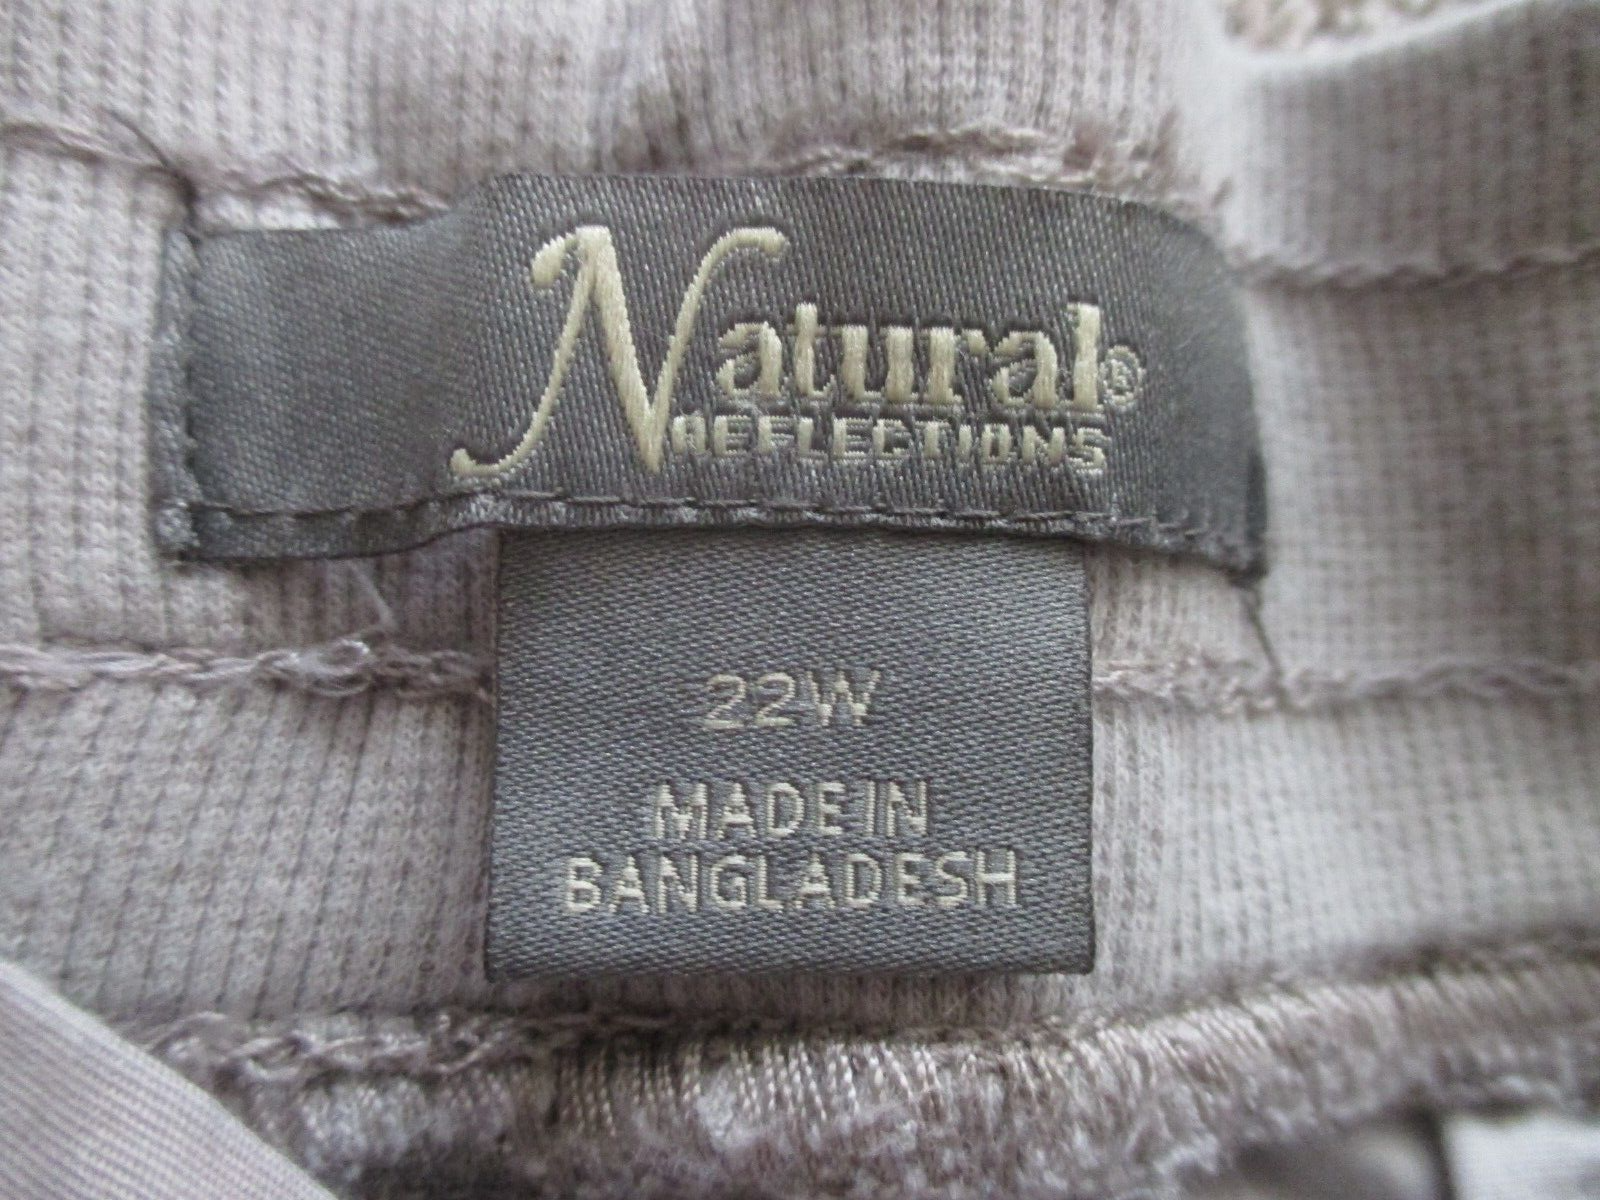 Natural®
REFLECTIONS
22W
MADE IN
BANGLADESH